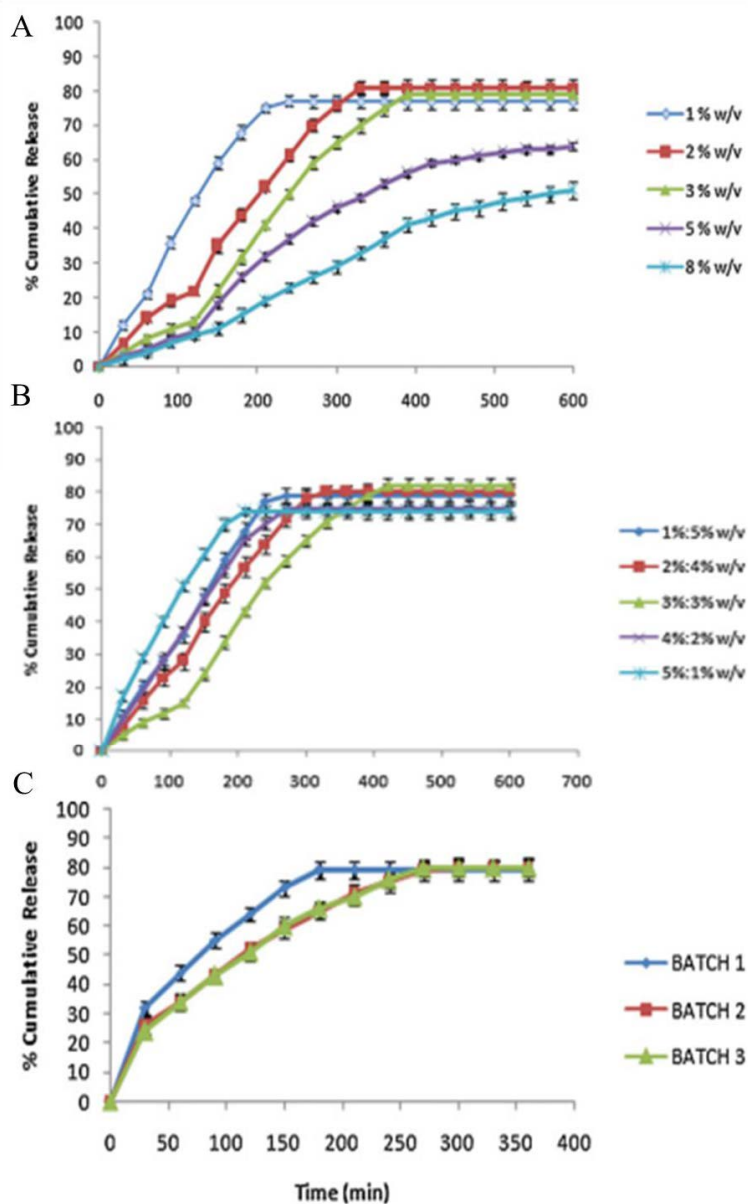 A
% Cumulative Release
100
90
80
70
60
50
40
30
20
10
0
0 100 200 300 400 500 600
1% w/v
2% w/v
3% w/v
5% w/v
8% w/v
B
% Cumulative Release
100
90
80
70
60
50
40
30
20
10
0
0 100 200 300 400 500 600 700
1%:5% w/v
2%:4% w/v
3%:3% w/v
4%:2% w/v
5%:1% w/v
C
% Cumulative Release
100
90
80
70
60
50
40
30
20
10
0
0 50 100 150 200 250 300 350 400
Time (min)
BATCH 1
BATCH 2
BATCH 3